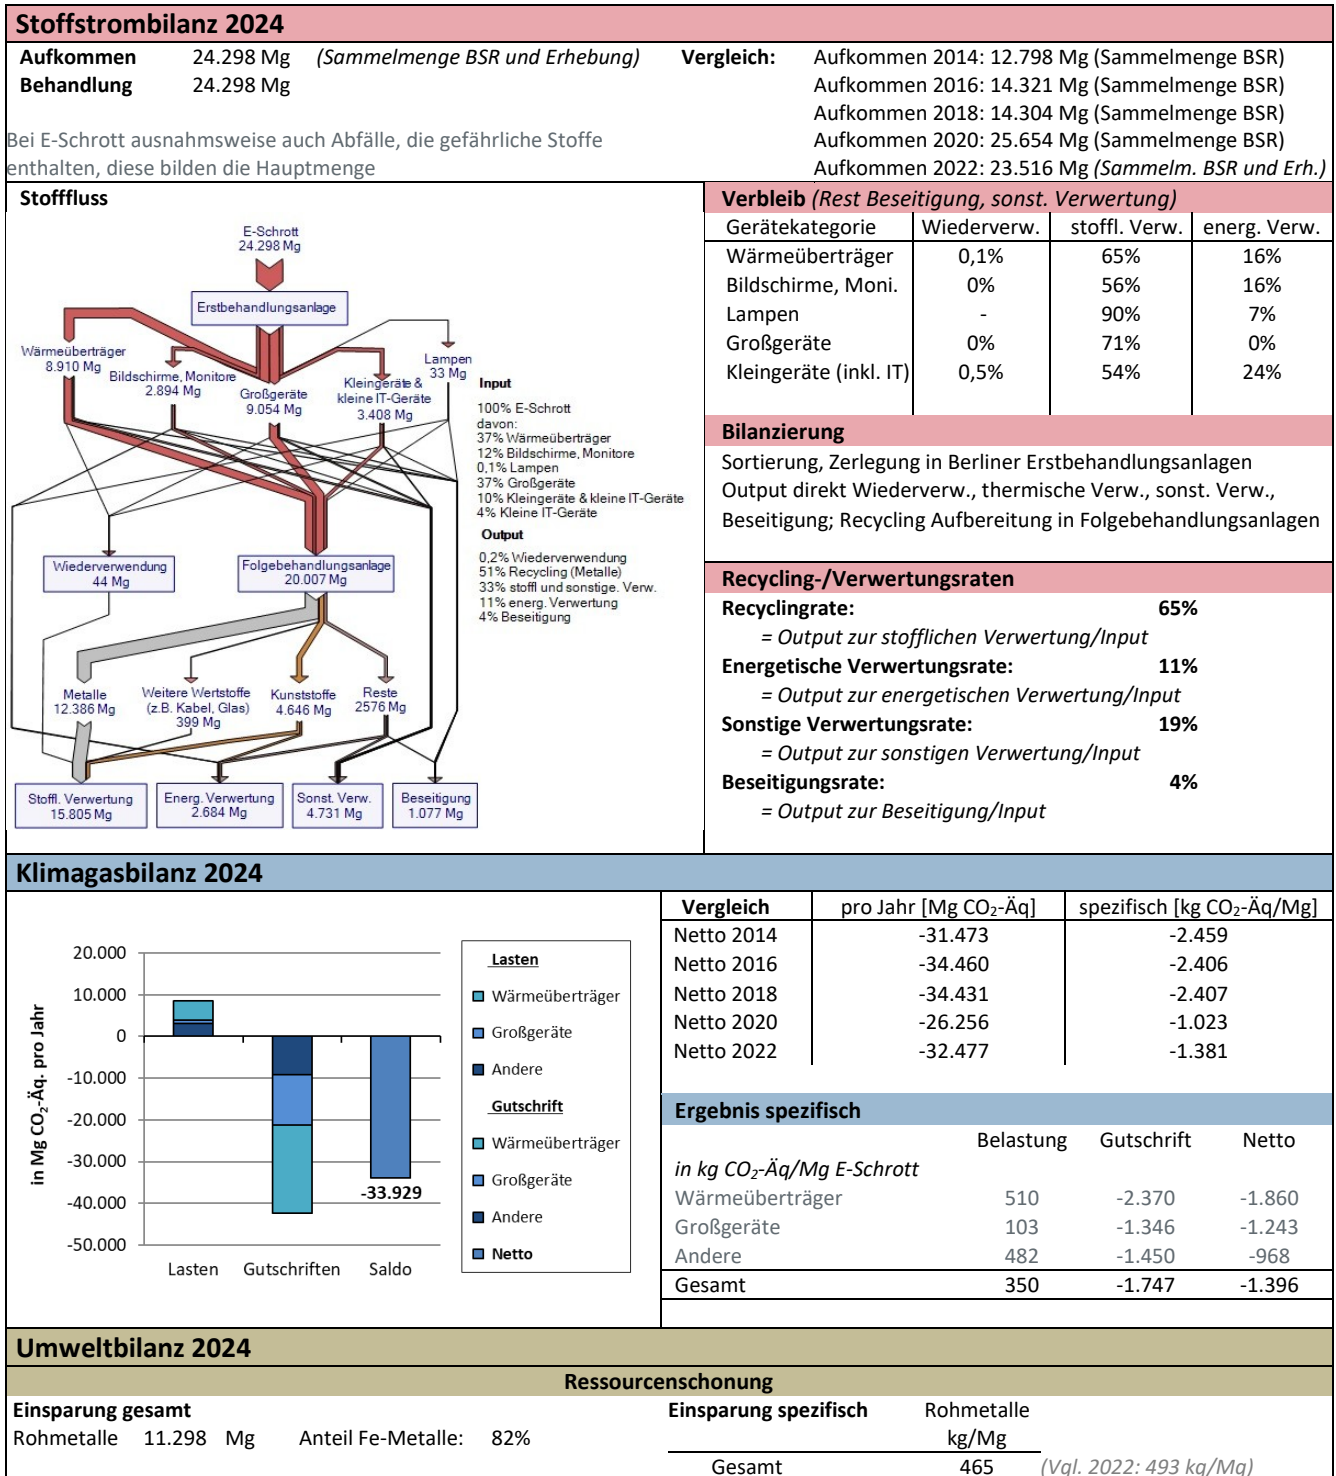 Stoffstrombilanz 2024
Aufkommen 24.298 Mg (Sammelmenge BSR und Erhebung)
Behandlung 24.298 Mg
Vergleich: Aufkommen 2014: 12.798 Mg (Sammelmenge BSR)
Aufkommen 2016: 14.321 Mg (Sammelmenge BSR)
Aufkommen 2018: 14.304 Mg (Sammelmenge BSR)
Aufkommen 2020: 25.654 Mg (Sammelmenge BSR)
Aufkommen 2022: 23.516 Mg (Sammelm. BSR und Erh.)
Bei E-Schrott ausnahmsweise auch Abfälle, die gefährliche Stoffe
enthalten, diese bilden die Hauptmenge
Stofffluss
E-Schrott
24.298 Mg
Erstbehandlungsanlage
Wärmeüberträger
8.910 Mg
Bildschirme, Monitore
2.894 Mg
Großgeräte
9.054 Mg
Kleingeräte &
kleine IT-Geräte
3.408 Mg
Lampen
33 Mg
Input
100% E-Schrott
davon:
37% Wärmeüberträger
12% Bildschirme, Monitore
0,1% Lampen
37% Großgeräte
10% Kleingeräte & kleine IT-Geräte
4% Kleine IT-Geräte
Output
0,2% Wiederverwendung
51% Recycling (Metalle)
33% stoffl und sonstige. Verw.
11% energ. Verwertung
4% Beseitigung
Wiederverwendung
44 Mg
Folgebehandlungsanlage
20.007 Mg
Metalle
12.386 Mg
Weitere Wertstoffe
(z.B. Kabel, Glas)
399 Mg
Kunststoffe
4.646 Mg
Reste
2576 Mg
Stoffl. Verwertung
15.805 Mg
Energ. Verwertung
2.684 Mg
Sonst. Verw.
4.731 Mg
Beseitigung
1.077 Mg
Verbleib (Rest Beseitigung, sonst. Verwertung)
Gerätekategorie Wiederverw. stoffl. Verw. energ. Verw.
Wärmeüberträger 0,1% 65% 16%
Bildschirme, Moni. 0% 56% 16%
Lampen - 90% 7%
Großgeräte 0% 71% 0%
Kleingeräte (inkl. IT) 0,5% 54% 24%
Bilanzierung
Sortierung, Zerlegung in Berliner Erstbehandlungsanlagen
Output direkt Wiederverw., thermische Verw., sonst. Verw.,
Beseitigung; Recycling Aufbereitung in Folgebehandlungsanlagen
Recycling-/Verwertungsraten
Recyclingrate: 65%
= Output zur stofflichen Verwertung/Input
Energetische Verwertungsrate: 11%
= Output zur energetischen Verwertung/Input
Sonstige Verwertungsrate: 19%
= Output zur sonstigen Verwertung/Input
Beseitigungsrate: 4%
= Output zur Beseitigung/Input
Klimagasbilanz 2024
in Mg CO₂-Äq. pro Jahr
20.000
10.000
0
-10.000
-20.000
-30.000
-40.000
-50.000
-33.929
Lasten Gutschriften Saldo
Lasten
Wärmeüberträger
Großgeräte
Andere
Gutschrift
Wärmeüberträger
Großgeräte
Andere
Netto
Vergleich pro Jahr [Mg CO₂-Äq] spezifisch [kg CO₂-Äq/Mg]
Netto 2014 -31.473 -2.459
Netto 2016 -34.460 -2.406
Netto 2018 -34.431 -2.407
Netto 2020 -26.256 -1.023
Netto 2022 -32.477 -1.381
Ergebnis spezifisch
Belastung Gutschrift Netto
in kg CO₂-Äq/Mg E-Schrott
Wärmeüberträger 510 -2.370 -1.860
Großgeräte 103 -1.346 -1.243
Andere 482 -1.450 -968
Gesamt 350 -1.747 -1.396
Umweltbilanz 2024
Ressourcenschonung
Einsparung gesamt
Rohmetalle 11.298 Mg Anteil Fe-Metalle: 82%
Einsparung spezifisch Rohmetalle
kg/Mg
Gesamt 465 (Vgl. 2022: 493 kg/Mg)